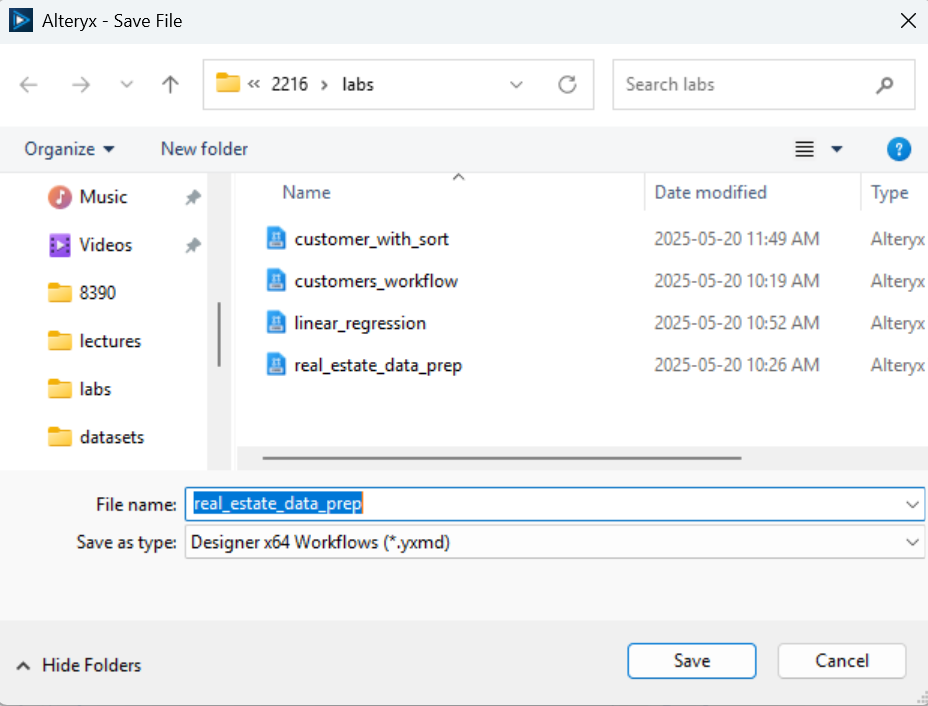 Alteryx - Save File
« 2216 › labs
Search labs
Organize
New folder
?
Name
Date modified
Type
Music
Videos
8390
lectures
labs
datasets
customer_with_sort 2025-05-20 11:49 AM Alteryx
customers_workflow 2025-05-20 10:19 AM Alteryx
linear_regression 2025-05-20 10:52 AM Alteryx
real_estate_data_prep 2025-05-20 10:26 AM Alteryx
File name: real_estate_data_prep
Save as type: Designer x64 Workflows (*.yxmd)
Hide Folders
Save
Cancel